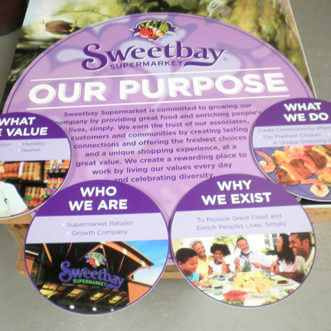 Sweetbay
SUPERMARKET
OUR PURPOSE
Sweetbay Supermarket is committed to growing our
company by providing great food and enriching people's
lives, simply. We earn the trust of our associates,
customers and communities by creating lasting
connections and offering the freshest choices
and a unique shopping experience, at a
great value. We create a rewarding place to
work by living our values every day
and celebrating diversity.
WHAT
VALUE
Humility
Humor
WHAT
WE DO
Create Connections by
The Freshest Choices
A Unique Shopping
WHO
WE ARE
Supermarket Retailer
Growth Company
Sweetbay
SUPERMARKET
WHY
WE EXIST
To Provide Great Food and
Enrich Peoples Lives, Simply